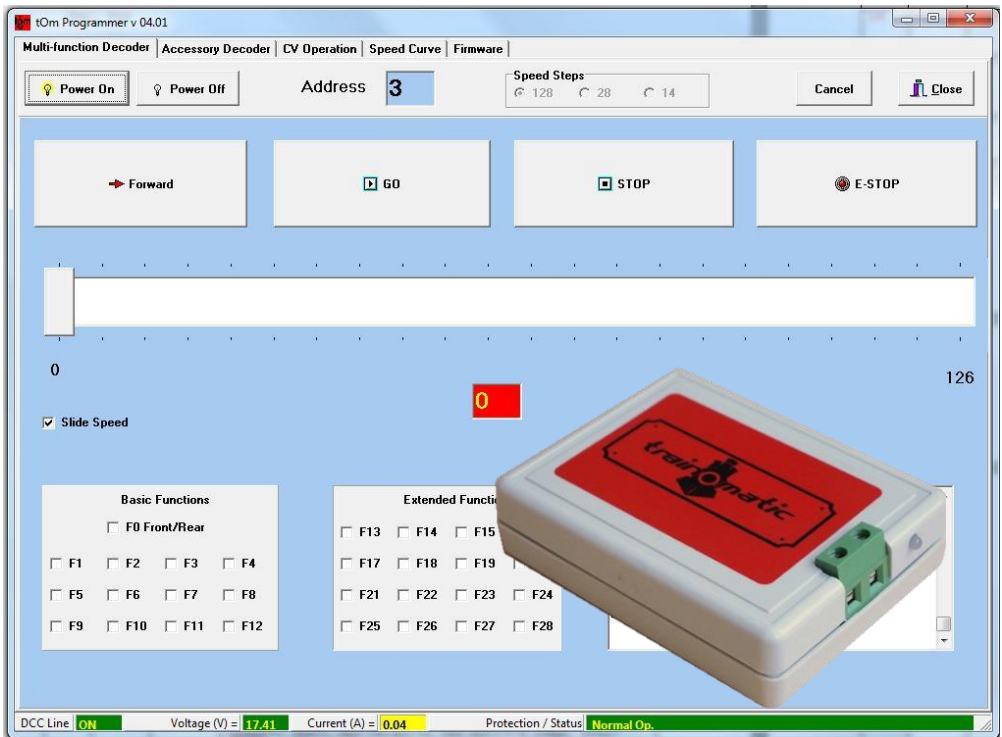 tOm Programmer v 04.01
Multi-function Decoder Accessory Decoder CV Operation Speed Curve Firmware
Power On Power Off Address 3 Speed Steps 128 28 14 Cancel Close
Forward GO STOP E-STOP
0 126
0
Slide Speed
Basic Functions
F0 Front/Rear
F1 F2 F3 F4
F5 F6 F7 F8
F9 F10 F11 F12
Extended Functi
F13 F14 F15
F17 F18 F19
F21 F22 F23 F24
F25 F26 F27 F28
trainOmatic
DCC Line ON Voltage (V) = 17.41 Current (A) = 0.04 Protection / Status Normal Op.